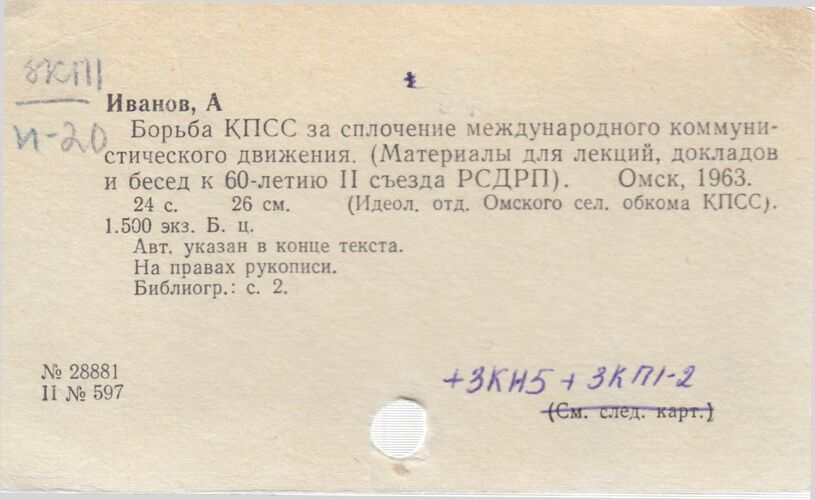 3КП1
И-20
Иванов, А
Борьба КПСС за сплочение международного коммуни-
стического движения. (Материалы для лекций, докладов
и бесед к 60-летию II съезда РСДРП). Омск, 1963.
24 с. 26 см. (Идеол. отд. Омского сел. обкома КПСС).
1.500 экз. Б. ц.
Авт. указан в конце текста.
На правах рукописи.
Библиогр.: с. 2.
№ 28881
II № 597
+3КН5 + 3КП1-2
(См. след. карт.)